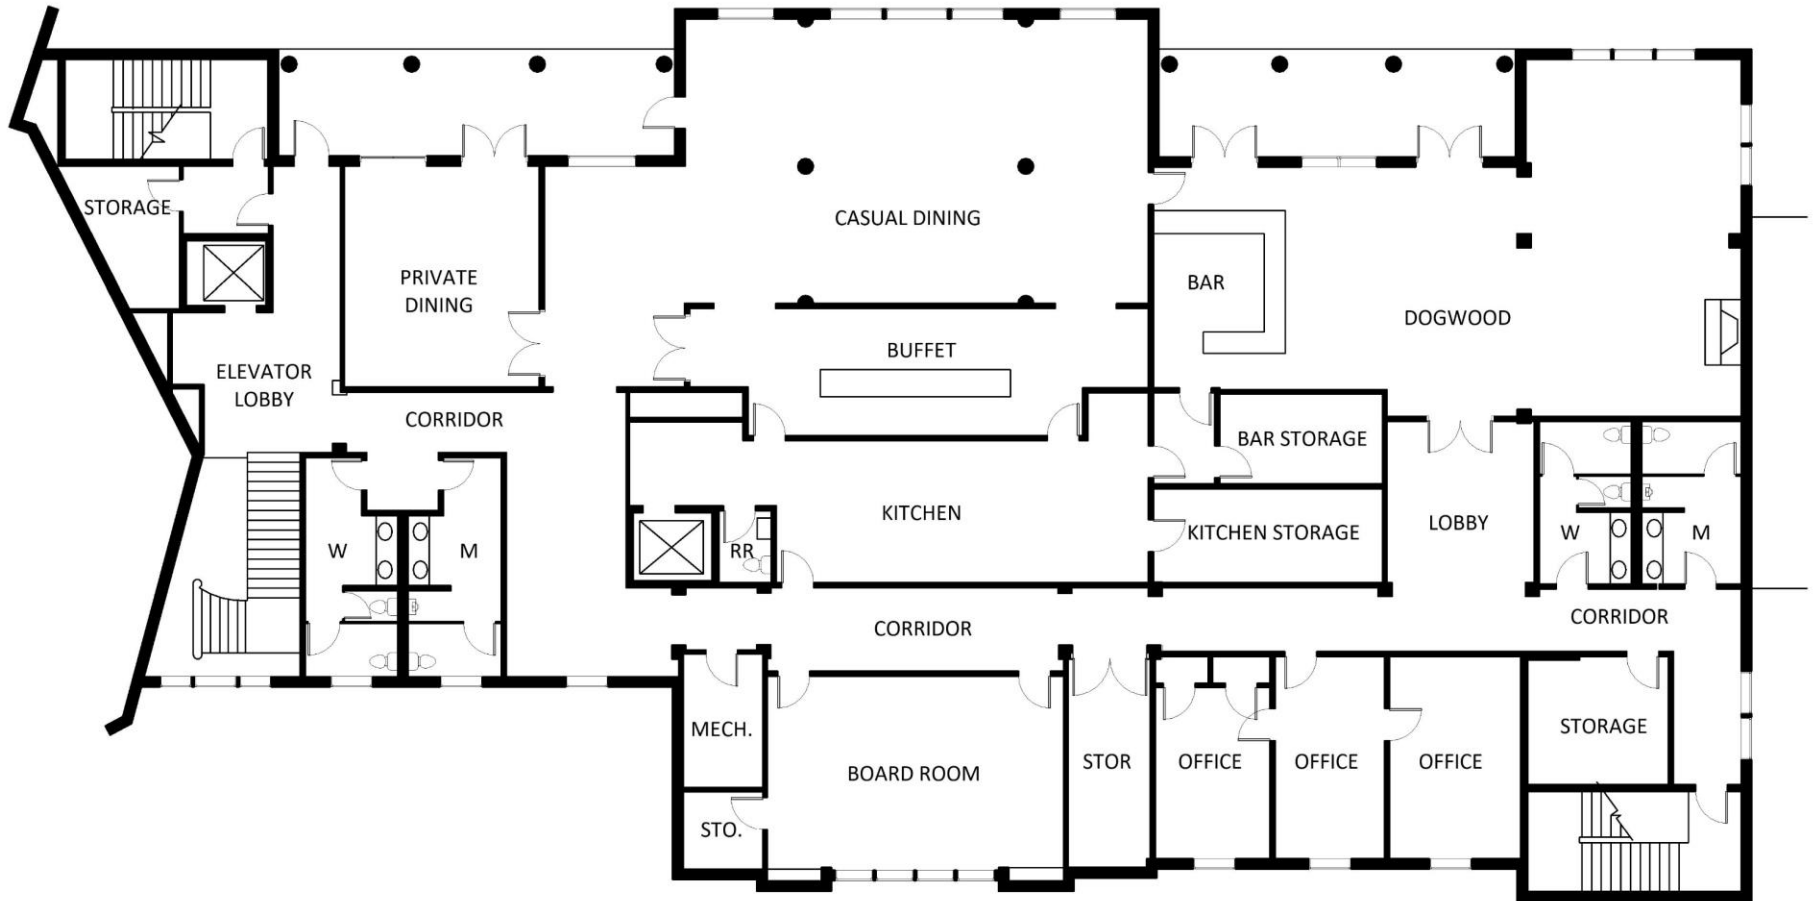 STORAGE
CASUAL DINING
PRIVATE
DINING
BAR
DOGWOOD
BUFFET
ELEVATOR
LOBBY
CORRIDOR
BAR STORAGE
KITCHEN
LOBBY
KITCHEN STORAGE
W
M
RR
W
M
CORRIDOR
CORRIDOR
MECH.
BOARD ROOM
STOR
OFFICE
OFFICE
OFFICE
STORAGE
STO.